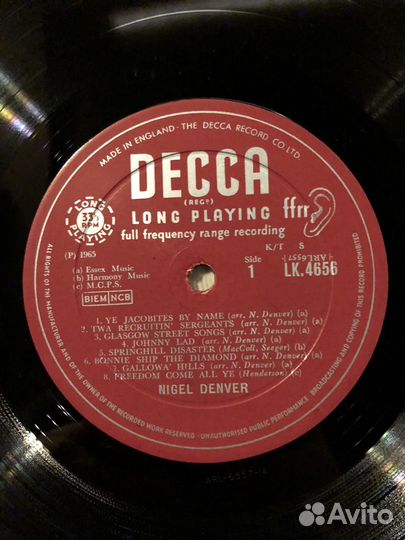 MADE IN ENGLAND · THE DECCA RECORD CO LTD.
DECCA
(REGD)
LONG PLAYING ffrr
full frequency range recording
LONG 33⅓ RPM PLAYING
K/T S
(P) 1965
(a) Essex Music
(b) Harmony Music
(c) M.C.P.S.
BIEM NCB
Side
1
(ARL.6557)
LK.4656
1. YE JACOBITES BY NAME (arr. N. Denver) (a)
2. TWA RECRUITIN' SERGEANTS (arr. N. Denver) (a)
3. GLASGOW STREET SONGS (arr. N. Denver) (a)
4. JOHNNY LAD (arr. N. Denver) (a)
5. SPRINGHILL DISASTER (MacColl, Seeger) (b)
6. BONNIE SHIP THE DIAMOND (arr. N. Denver) (a)
7. GALLOWA' HILLS (arr. N. Denver) (a)
8. FREEDOM COME ALL YE (Henderson) (c)
NIGEL DENVER
ALL RIGHTS OF THE MANUFACTURER AND OF THE OWNER OF THE RECORDED WORK RESERVED · UNAUTHORISED PUBLIC PERFORMANCE, BROADCASTING AND COPYING OF THIS RECORD PROHIBITED
Avito